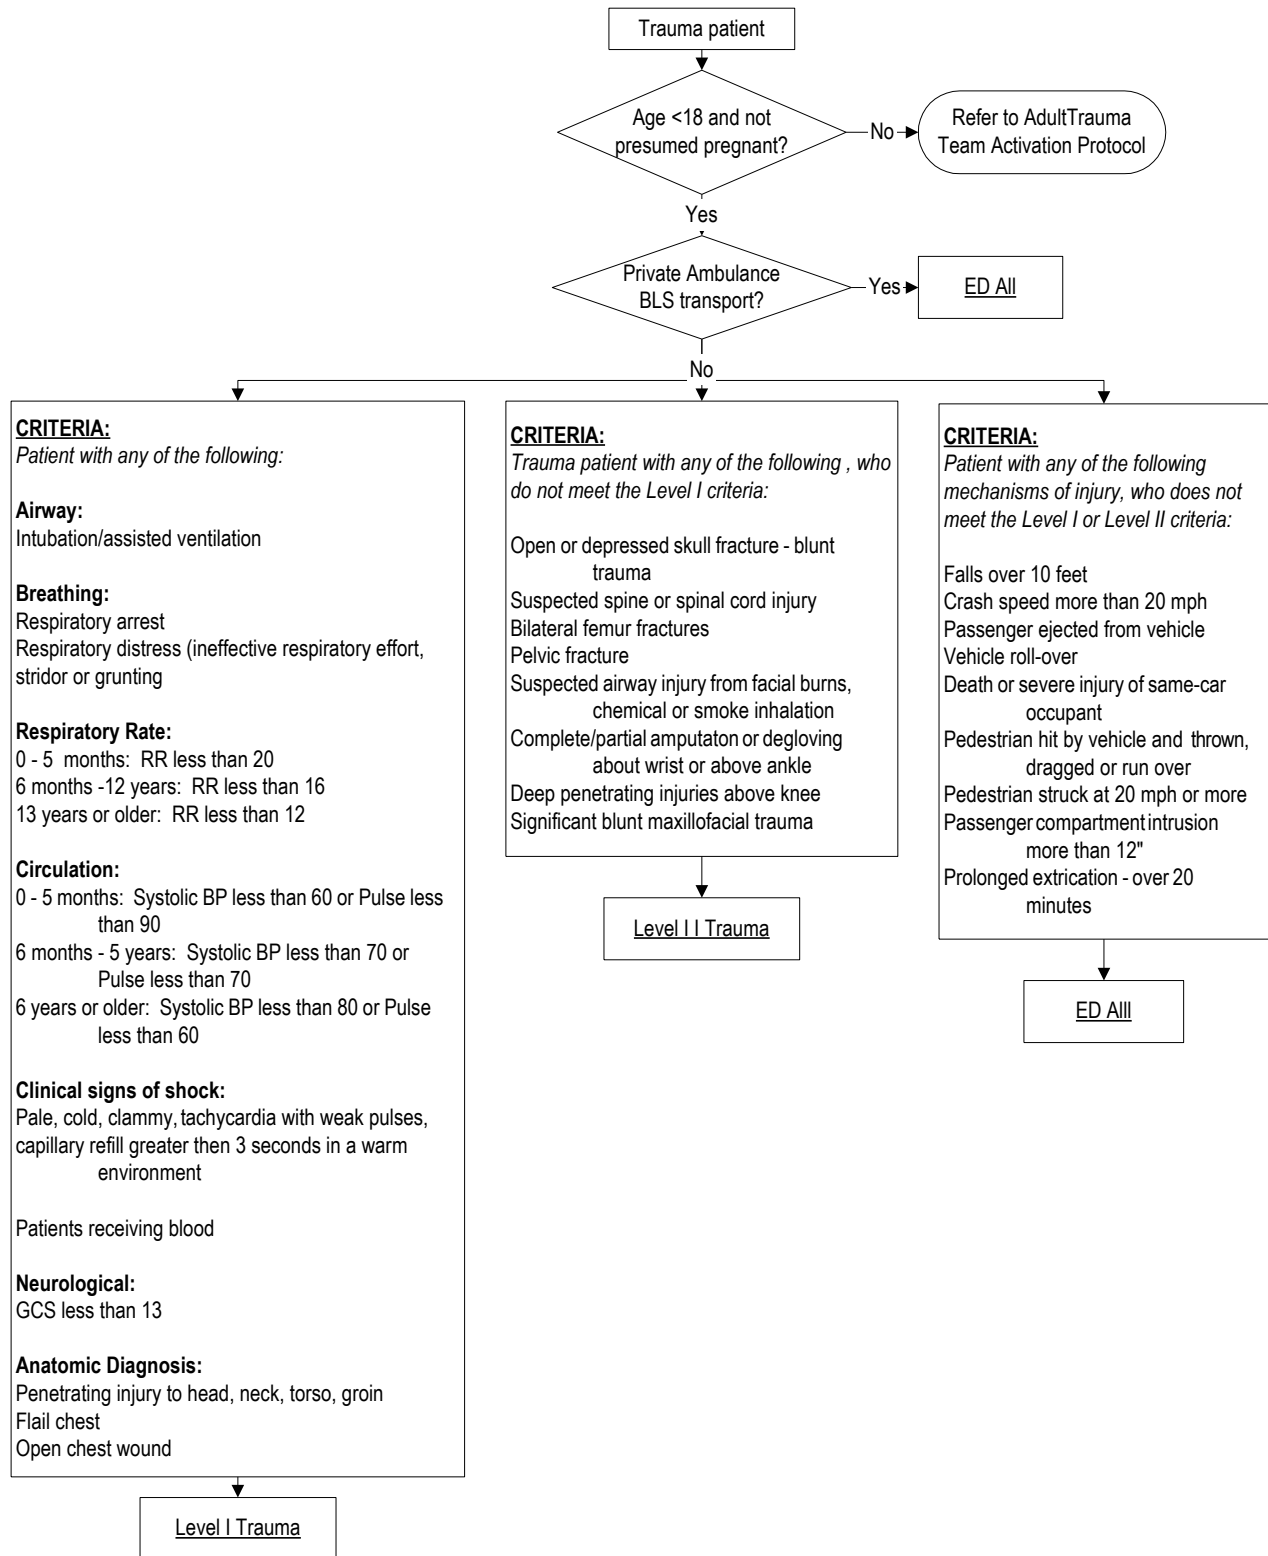 Trauma patient
Age <18 and not
presumed pregnant?
No
Refer to AdultTrauma
Team Activation Protocol
Yes
Private Ambulance
BLS transport?
Yes
ED AII
No
CRITERIA:
Patient with any of the following:
Airway:
Intubation/assisted ventilation
Breathing:
Respiratory arrest
Respiratory distress (ineffective respiratory effort,
stridor or grunting
Respiratory Rate:
0 - 5 months: RR less than 20
6 months -12 years: RR less than 16
13 years or older: RR less than 12
Circulation:
0 - 5 months: Systolic BP less than 60 or Pulse less
than 90
6 months - 5 years: Systolic BP less than 70 or
Pulse less than 70
6 years or older: Systolic BP less than 80 or Pulse
less than 60
Clinical signs of shock:
Pale, cold, clammy, tachycardia with weak pulses,
capillary refill greater then 3 seconds in a warm
environment
Patients receiving blood
Neurological:
GCS less than 13
Anatomic Diagnosis:
Penetrating injury to head, neck, torso, groin
Flail chest
Open chest wound
Level I Trauma
CRITERIA:
Trauma patient with any of the following , who
do not meet the Level I criteria:
Open or depressed skull fracture - blunt
trauma
Suspected spine or spinal cord injury
Bilateral femur fractures
Pelvic fracture
Suspected airway injury from facial burns,
chemical or smoke inhalation
Complete/partial amputaton or degloving
about wrist or above ankle
Deep penetrating injuries above knee
Significant blunt maxillofacial trauma
Level I I Trauma
CRITERIA:
Patient with any of the following
mechanisms of injury, who does not
meet the Level I or Level II criteria:
Falls over 10 feet
Crash speed more than 20 mph
Passenger ejected from vehicle
Vehicle roll-over
Death or severe injury of same-car
occupant
Pedestrian hit by vehicle and thrown,
dragged or run over
Pedestrian struck at 20 mph or more
Passenger compartment intrusion
more than 12"
Prolonged extrication - over 20
minutes
ED AIII